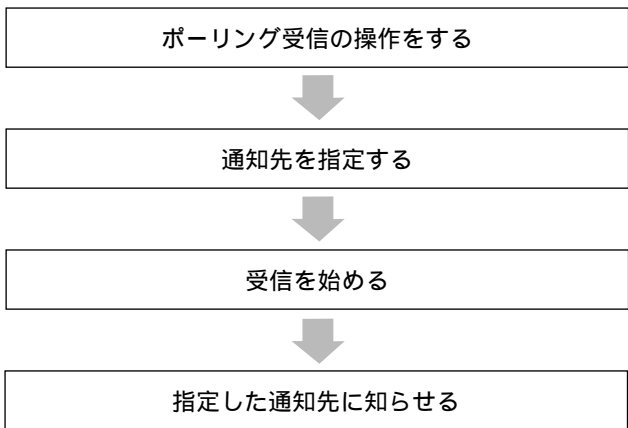 ポーリング受信の操作をする
通知先を指定する
受信を始める
指定した通知先に知らせる